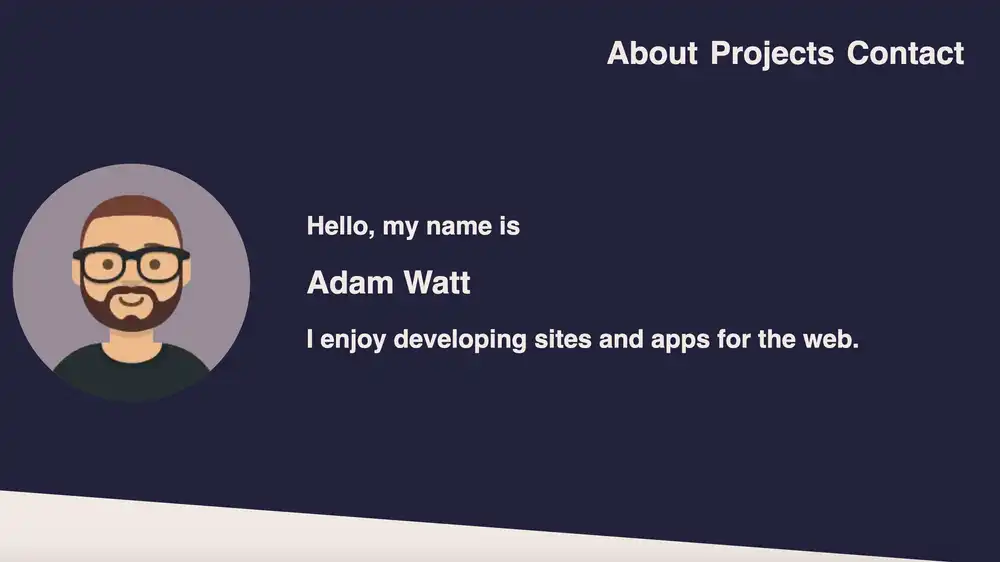 About Projects Contact
Hello, my name is
Adam Watt
I enjoy developing sites and apps for the web.